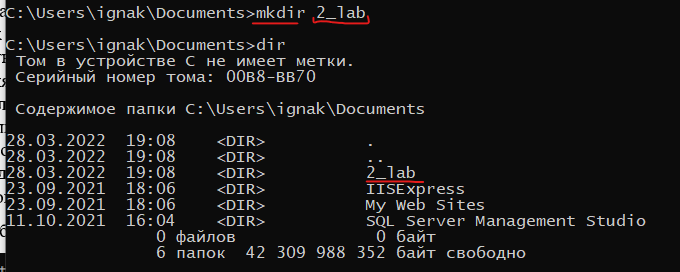 C:\Users\ignak\Documents>mkdir 2_lab
C:\Users\ignak\Documents>dir
Том в устройстве C не имеет метки.
Серийный номер тома: 00B8-BB70
Содержимое папки C:\Users\ignak\Documents
28.03.2022 19:08 <DIR> .
28.03.2022 19:08 <DIR> ..
28.03.2022 19:08 <DIR> 2_lab
23.09.2021 18:06 <DIR> IISExpress
23.09.2021 18:06 <DIR> My Web Sites
11.10.2021 16:04 <DIR> SQL Server Management Studio
0 файлов 0 байт
6 папок 42 309 988 352 байт свободно